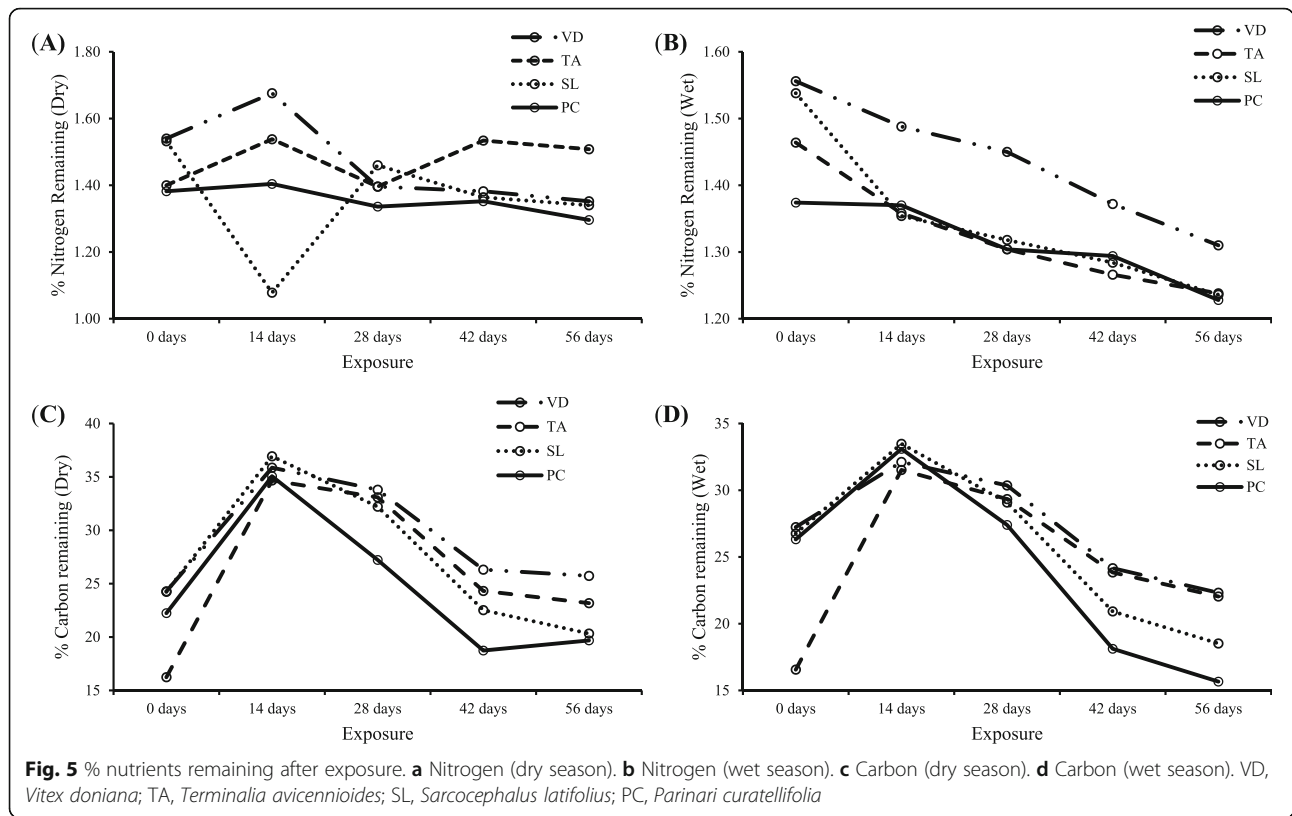 (A)
% Nitrogen Remaining (Dry)
1.80
1.60
1.40
1.20
1.00
0 days 14 days 28 days 42 days 56 days
Exposure
VD
TA
SL
PC
(B)
% Nitrogen Remaining (Wet)
1.60
1.50
1.40
1.30
1.20
0 days 14 days 28 days 42 days 56 days
Exposure
VD
TA
SL
PC
(C)
% Carbon remaining (Dry)
40
35
30
25
20
15
0 days 14 days 28 days 42 days 56 days
Exposure
VD
TA
SL
PC
(D)
% Carbon remaining (Wet)
35
30
25
20
15
0 days 14 days 28 days 42 days 56 days
Exposure
VD
TA
SL
PC
Fig. 5 % nutrients remaining after exposure. a Nitrogen (dry season). b Nitrogen (wet season). c Carbon (dry season). d Carbon (wet season). VD,
Vitex doniana; TA, Terminalia avicennioides; SL, Sarcocephalus latifolius; PC, Parinari curatellifolia